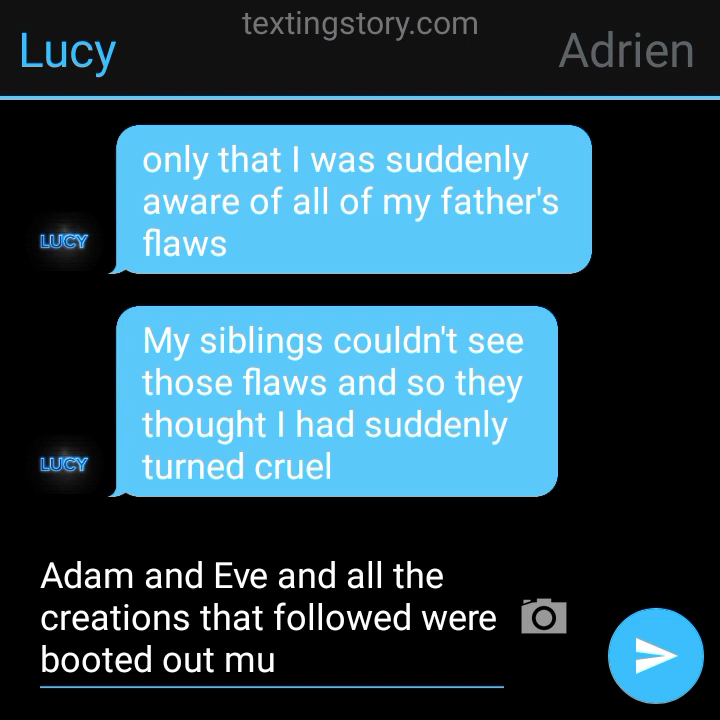 textingstory.com
Lucy
Adrien
only that I was suddenly
aware of all of my father's
flaws
LUCY
My siblings couldn't see
those flaws and so they
thought I had suddenly
turned cruel
LUCY
Adam and Eve and all the
creations that followed were
booted out mu